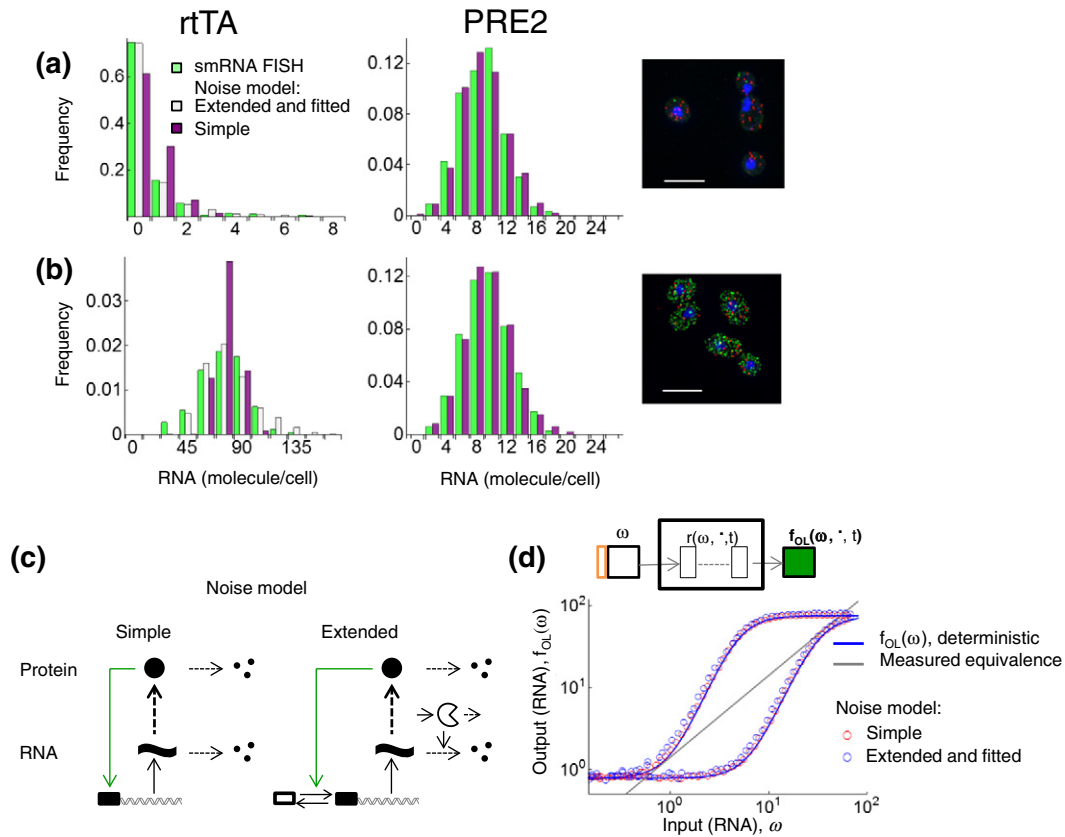 rtTA
PRE2
(a)
smRNA FISH
Noise model:
Extended and fitted
Simple
Frequency
0.6
0.4
0.2
0 2 4 6 8
0.12
0.08
0.04
0
0 4 8 12 16 20 24
(b)
Frequency
0.03
0.02
0.01
0
0 45 90 135
RNA (molecule/cell)
0.12
0.08
0.04
0
0 4 8 12 16 20 24
RNA (molecule/cell)
(c)
Noise model
Simple
Extended
Protein
RNA
(d)
ω
r(ω, ·,t)
f_OL(ω, ·, t)
Output (RNA), f_OL(ω)
10²
10¹
10⁰
10⁰ 10¹ 10²
Input (RNA), ω
f_OL(ω), deterministic
Measured equivalence
Noise model:
Simple
Extended and fitted